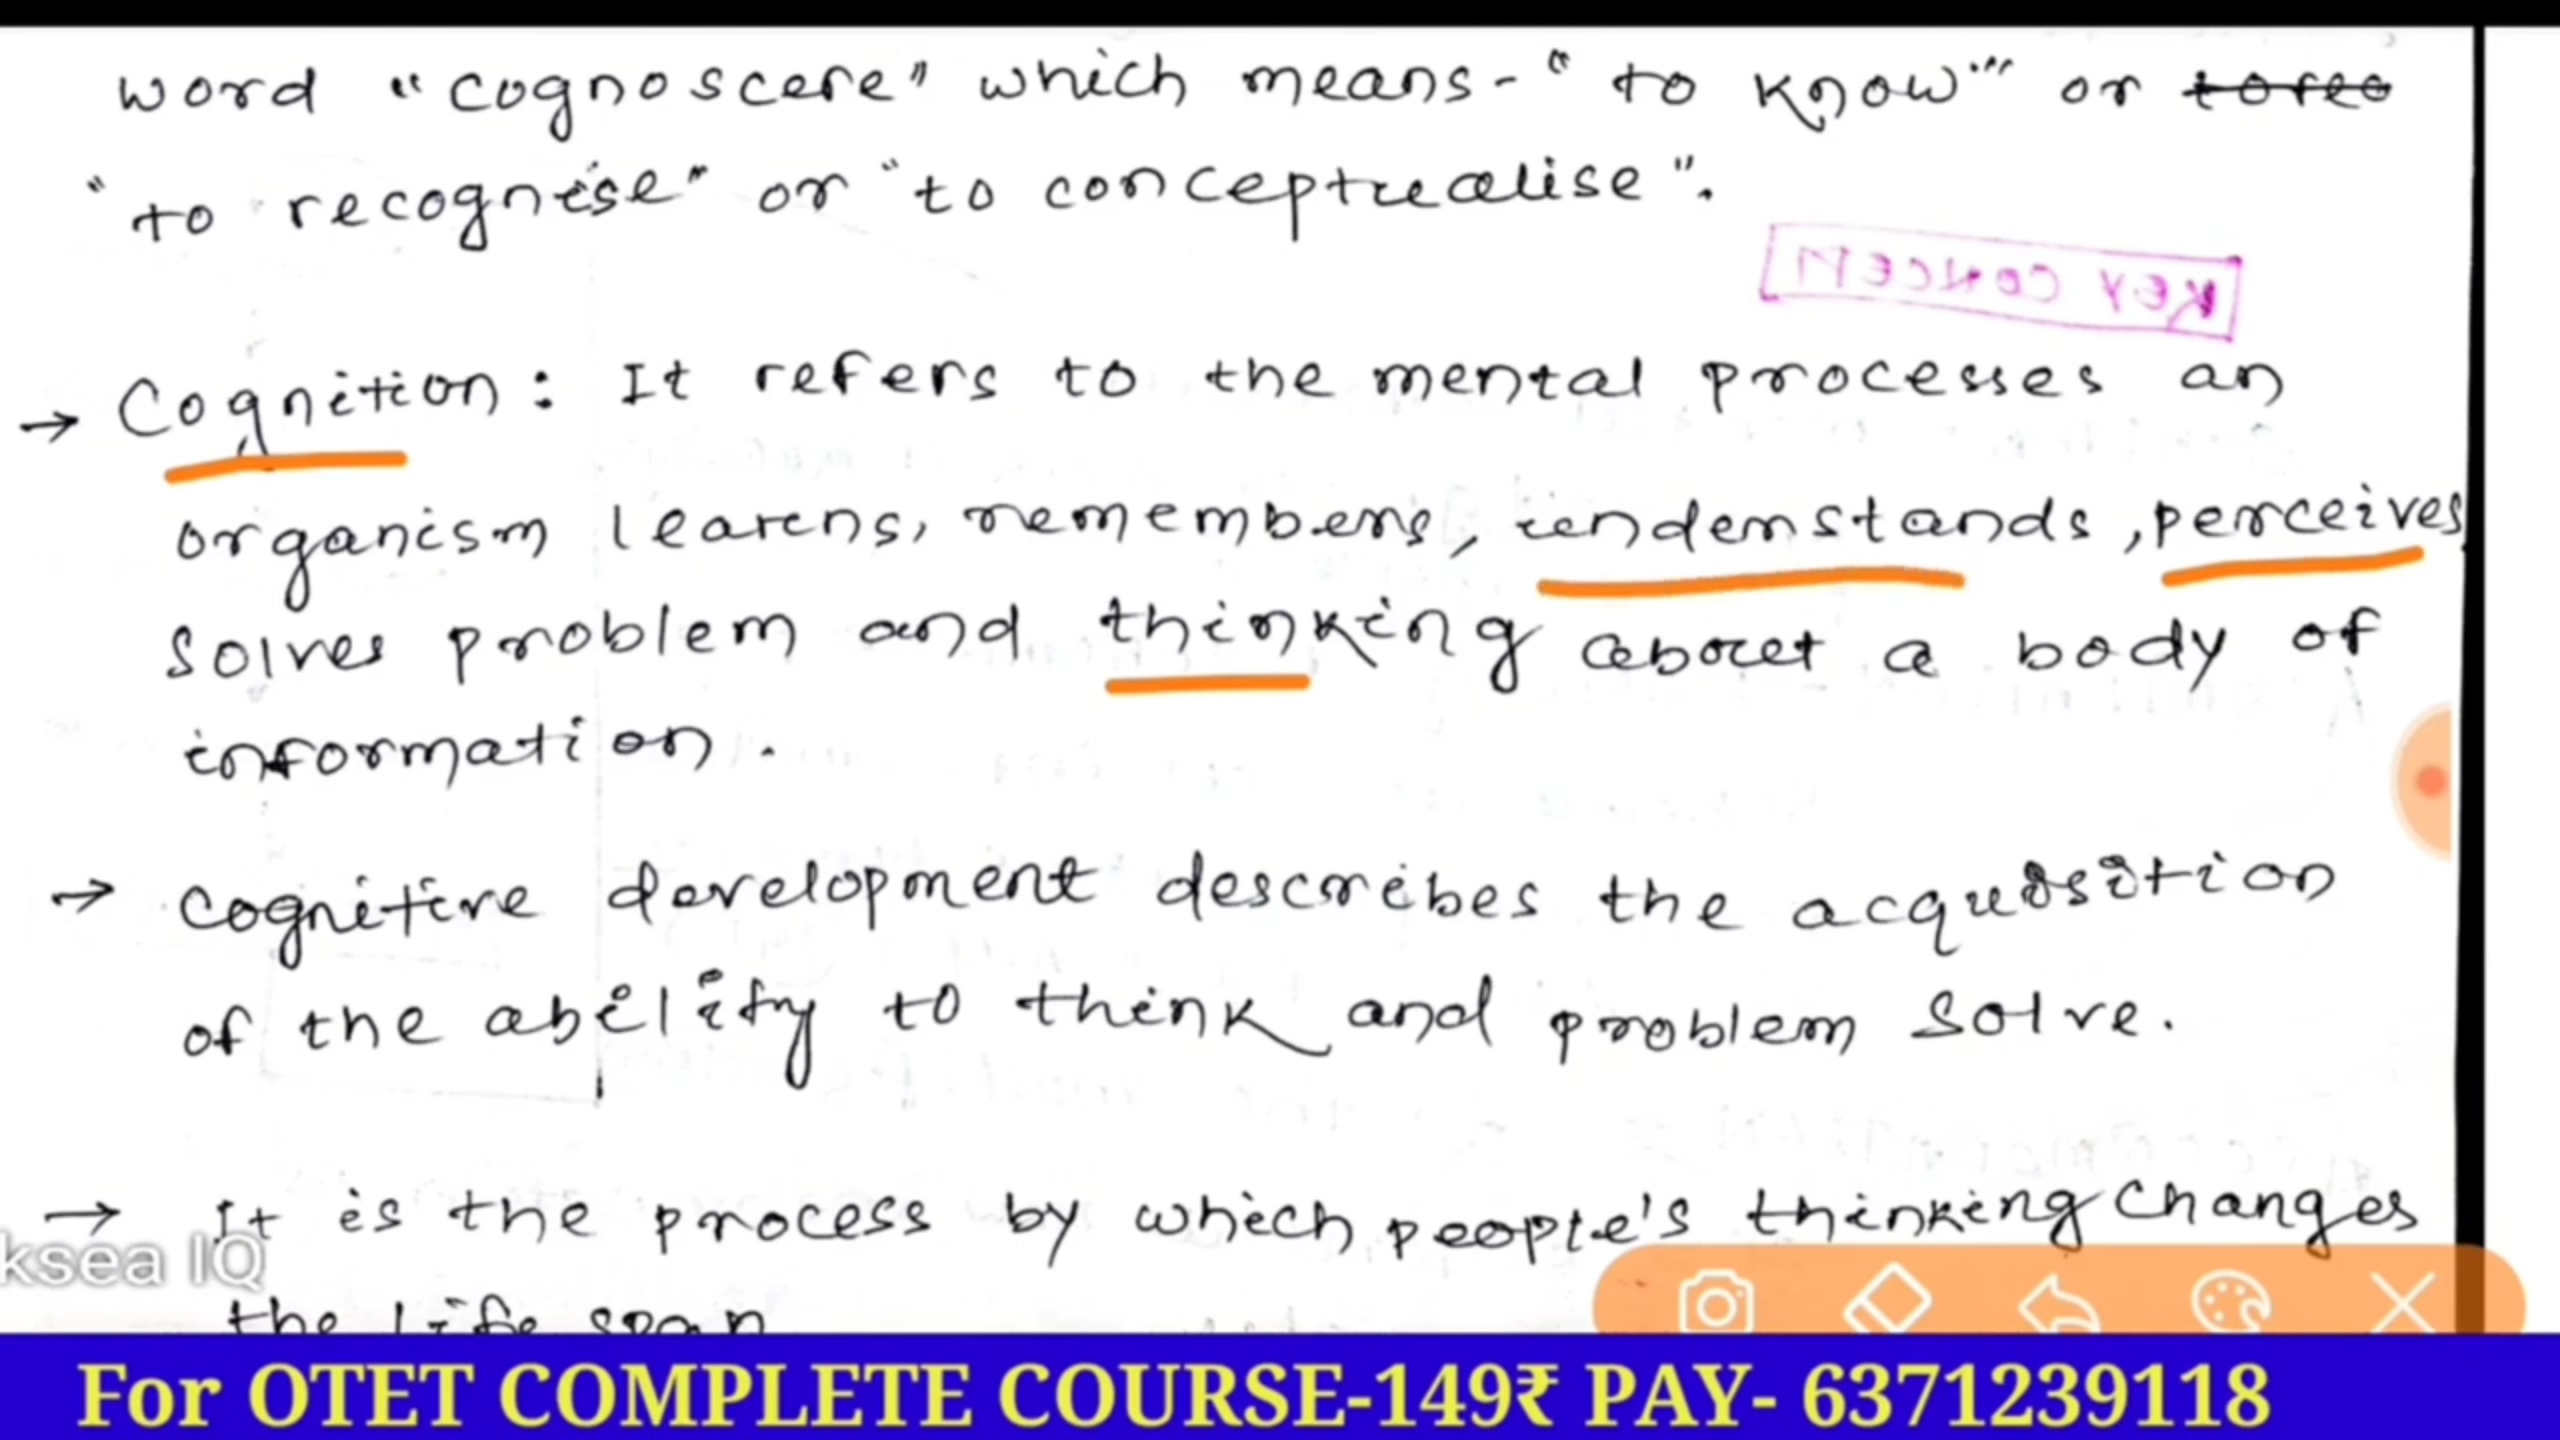 word "cognoscere" which means - "to know" or
"to recognise" or "to conceptualise".
KEY CONCEPT
→ Cognition: It refers to the mental processes an
organism learns, remembers, understands, perceives
solves problem and thinking about a body of
information.
→ Cognitive development describes the acquisition
of the ability to think and problem solve.
→ It is the process by which people's thinking changes
the life span
ksea IQ
For OTET COMPLETE COURSE-149₹ PAY- 6371239118